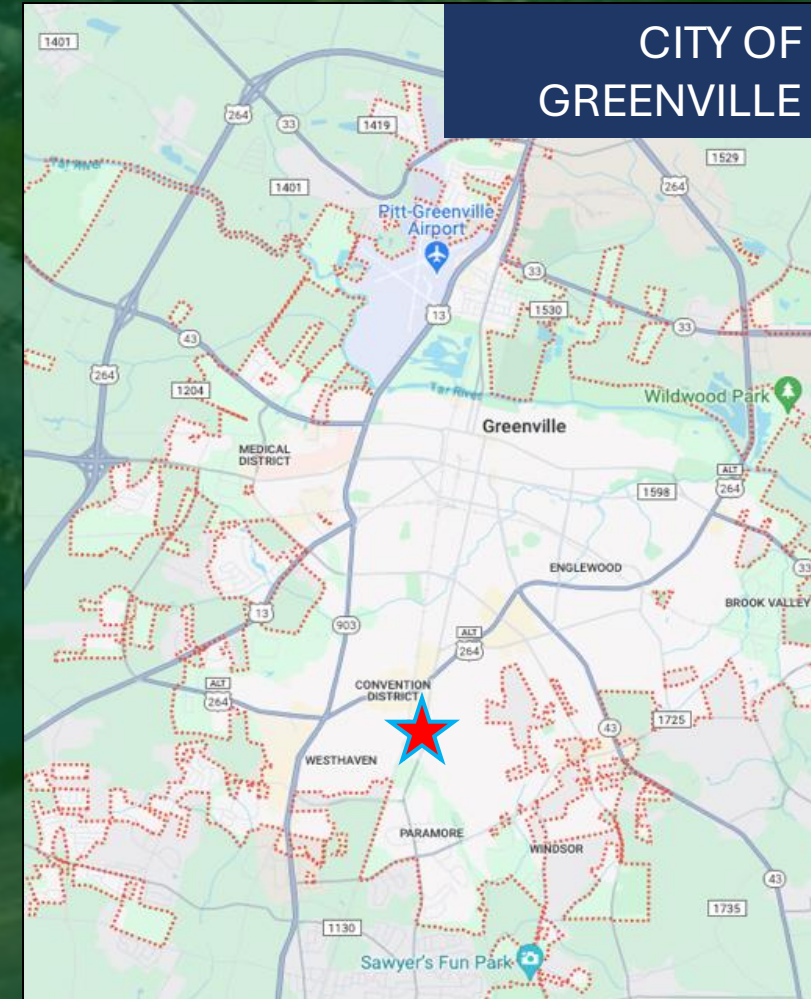 CITY OF
GREENVILLE
1401
264
33
1419
1529
Tar River
1401
264
Pitt-Greenville
Airport
33
13
1530
33
43
264
1204
Tar River
Wildwood Park
Greenville
MEDICAL
DISTRICT
ALT
264
1598
ENGLEWOOD
33
BROOK VALLEY
13
903
ALT
264
ALT
264
CONVENTION
DISTRICT
1725
43
WESTHAVEN
PARAMORE
WINDSOR
43
1735
1130
Sawyer's Fun Park